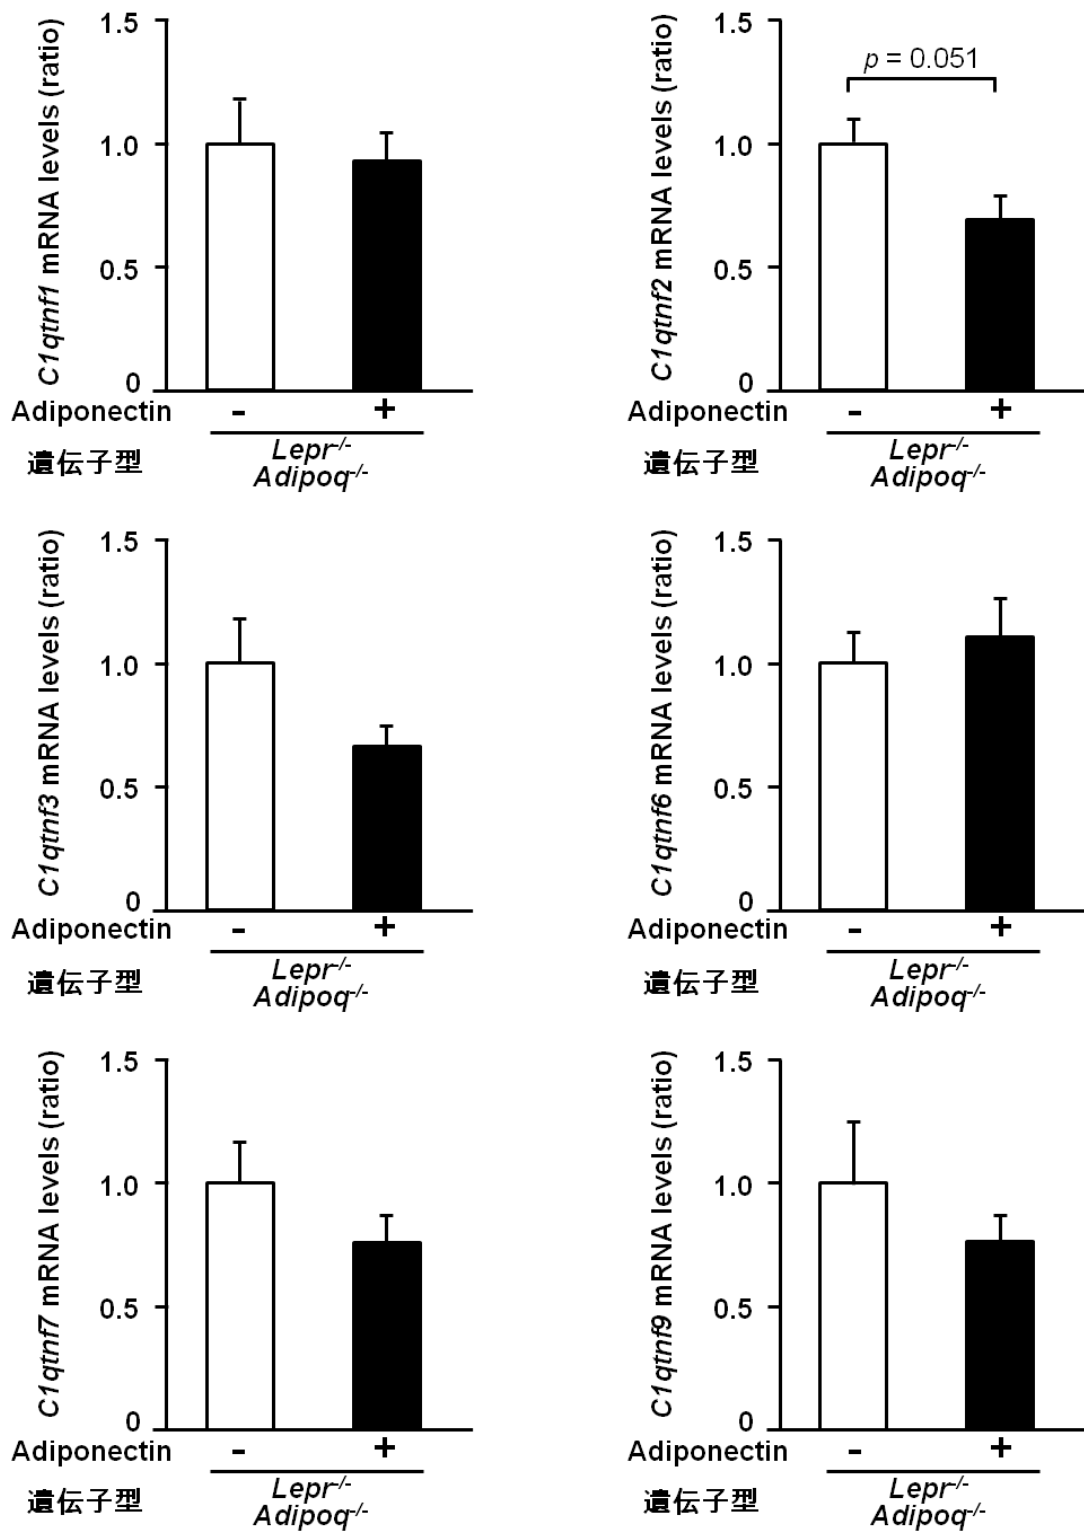 C1qtnf1 mRNA levels (ratio)
1.5
1.0
0.5
0
Adiponectin - +
遺伝子型 Lepr-/-
Adipoq-/-
C1qtnf2 mRNA levels (ratio)
1.5
1.0
0.5
0
p = 0.051
Adiponectin - +
遺伝子型 Lepr-/-
Adipoq-/-
C1qtnf3 mRNA levels (ratio)
1.5
1.0
0.5
0
Adiponectin - +
遺伝子型 Lepr-/-
Adipoq-/-
C1qtnf6 mRNA levels (ratio)
1.5
1.0
0.5
0
Adiponectin - +
遺伝子型 Lepr-/-
Adipoq-/-
C1qtnf7 mRNA levels (ratio)
1.5
1.0
0.5
0
Adiponectin - +
遺伝子型 Lepr-/-
Adipoq-/-
C1qtnf9 mRNA levels (ratio)
1.5
1.0
0.5
0
Adiponectin - +
遺伝子型 Lepr-/-
Adipoq-/-